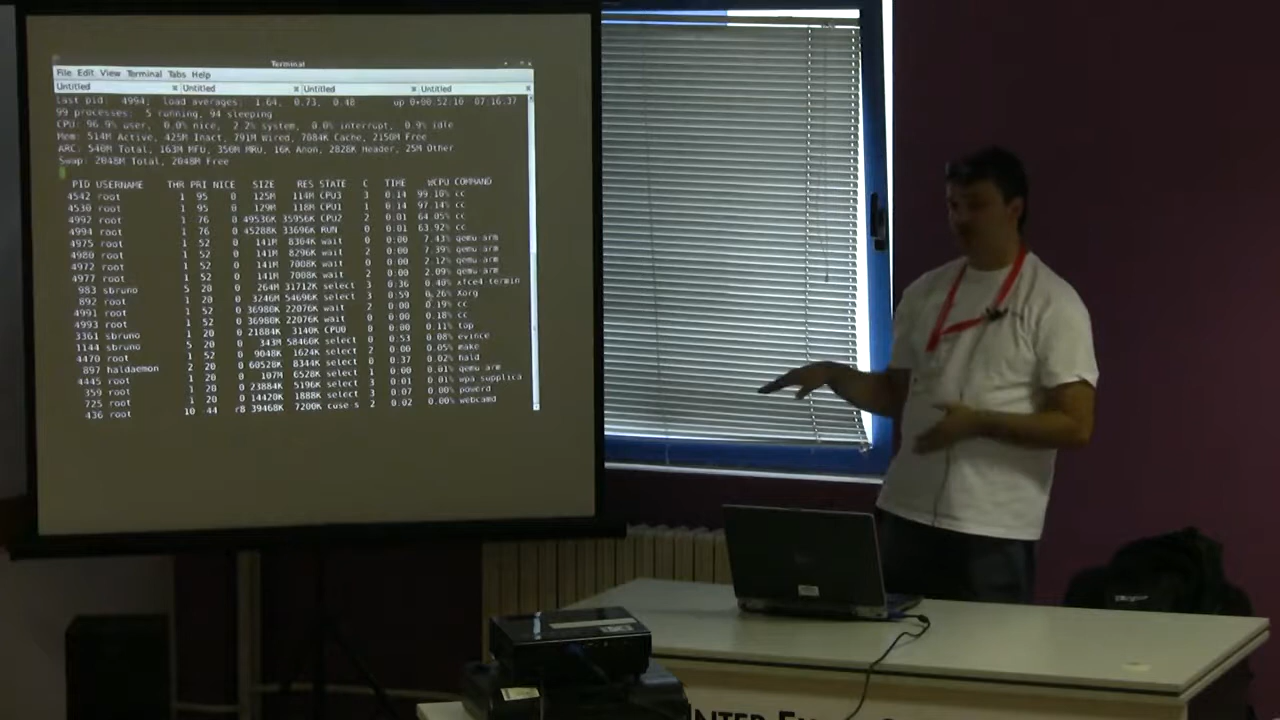 Terminal
File Edit View Terminal Tabs Help
Untitled Untitled Untitled Untitled
last pid: 4994; load averages: 1.64, 0.73, 0.48 up 0+00:52:16 07:16:37
99 processes: 5 running, 94 sleeping
CPU: 96.9% user, 0.0% nice, 2.2% system, 0.0% interrupt, 0.9% idle
Mem: 514M Active, 425M Inact, 791M Wired, 7084K Cache, 2150M Free
ARC: 540M Total, 163M MFU, 350M MRU, 16K Anon, 2828K Header, 25M Other
Swap: 2048M Total, 2048M Free
PID USERNAME THR PRI NICE SIZE RES STATE C TIME WCPU COMMAND
4542 root 1 95 0 125M 114M CPU3 3 0:14 99.10% cc
4530 root 1 95 0 129M 118M CPU1 1 0:14 97.14% cc
4992 root 1 76 0 49536K 35956K CPU2 2 0:01 64.05% cc
4994 root 1 76 0 45288K 33696K RUN 0 0:01 63.92% cc
4975 root 1 52 0 141M 8304K wait 0 0:00 7.43% qemu-arm
4980 root 1 52 0 141M 8296K wait 2 0:00 7.39% qemu-arm
4972 root 1 52 0 141M 7008K wait 0 0:00 2.12% qemu-arm
4977 root 1 52 0 141M 7008K wait 2 0:00 2.09% qemu-arm
983 sbruno 5 20 0 264M 31712K select 3 0:36 0.40% xfce4-termin
892 root 1 20 0 3246M 54696K select 3 0:59 0.26% Xorg
4991 root 1 52 0 36980K 22076K wait 2 0:00 0.19% cc
4993 root 1 52 0 36980K 22076K wait 0 0:00 0.18% cc
3361 sbruno 1 20 0 21884K 3140K CPU0 0 0:00 0.11% top
1144 sbruno 5 20 0 343M 58460K select 0 0:53 0.08% evince
4470 root 1 52 0 9048K 1624K select 2 0:00 0.05% make
897 haldaemon 2 20 0 60528K 8344K select 0 0:37 0.02% hald
4445 root 1 20 0 107M 6528K select 1 0:00 0.01% qemu-arm
359 root 1 20 0 23884K 5196K select 3 0:01 0.01% wpa_supplica
725 root 1 20 0 14420K 1888K select 3 0:07 0.00% powerd
436 root 10 -44 r8 39468K 7200K cuse-s 2 0:02 0.00% webcamd
INTER